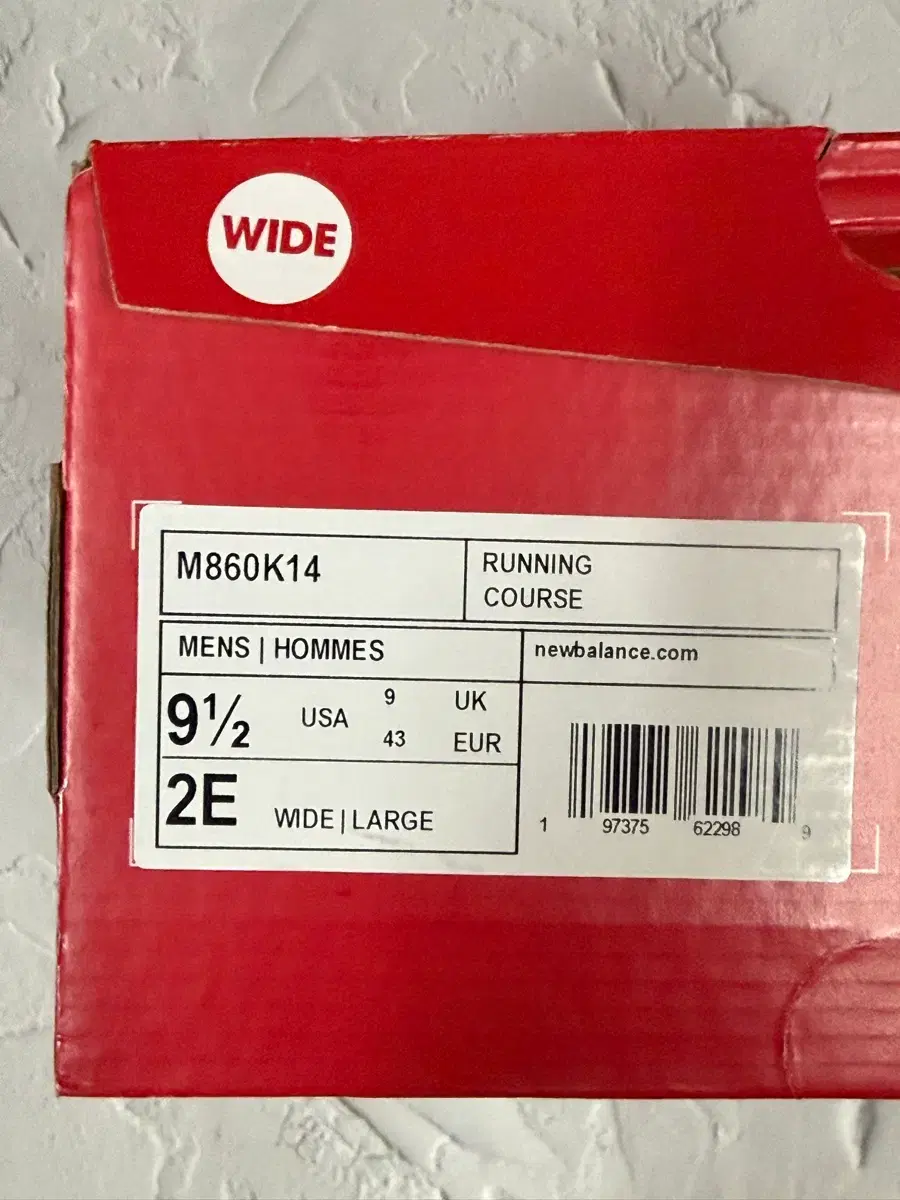 WIDE
M860K14
RUNNING
COURSE
MENS | HOMMES
newbalance.com
9½ USA 9 UK
43 EUR
2E WIDE | LARGE
1 97375 62298 9